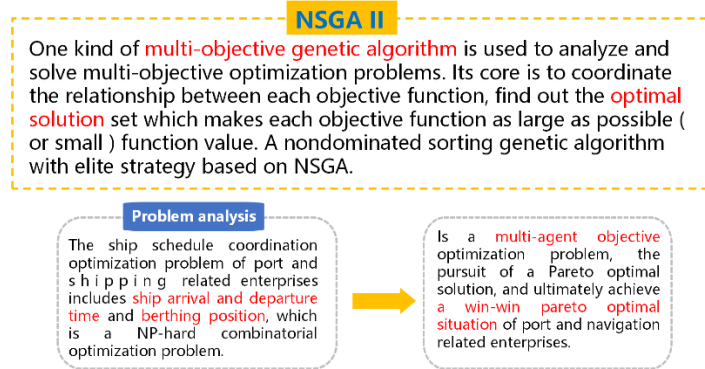 NSGA II
One kind of multi-objective genetic algorithm is used to analyze and
solve multi-objective optimization problems. Its core is to coordinate
the relationship between each objective function, find out the optimal
solution set which makes each objective function as large as possible (
or small ) function value. A nondominated sorting genetic algorithm
with elite strategy based on NSGA.
Problem analysis
The ship schedule coordination
optimization problem of port and
shipping related enterprises
includes ship arrival and departure
time and berthing position, which
is a NP-hard combinatorial
optimization problem.
Is a multi-agent objective
optimization problem, the
pursuit of a Pareto optimal
solution, and ultimately achieve
a win-win pareto optimal
situation of port and navigation
related enterprises.